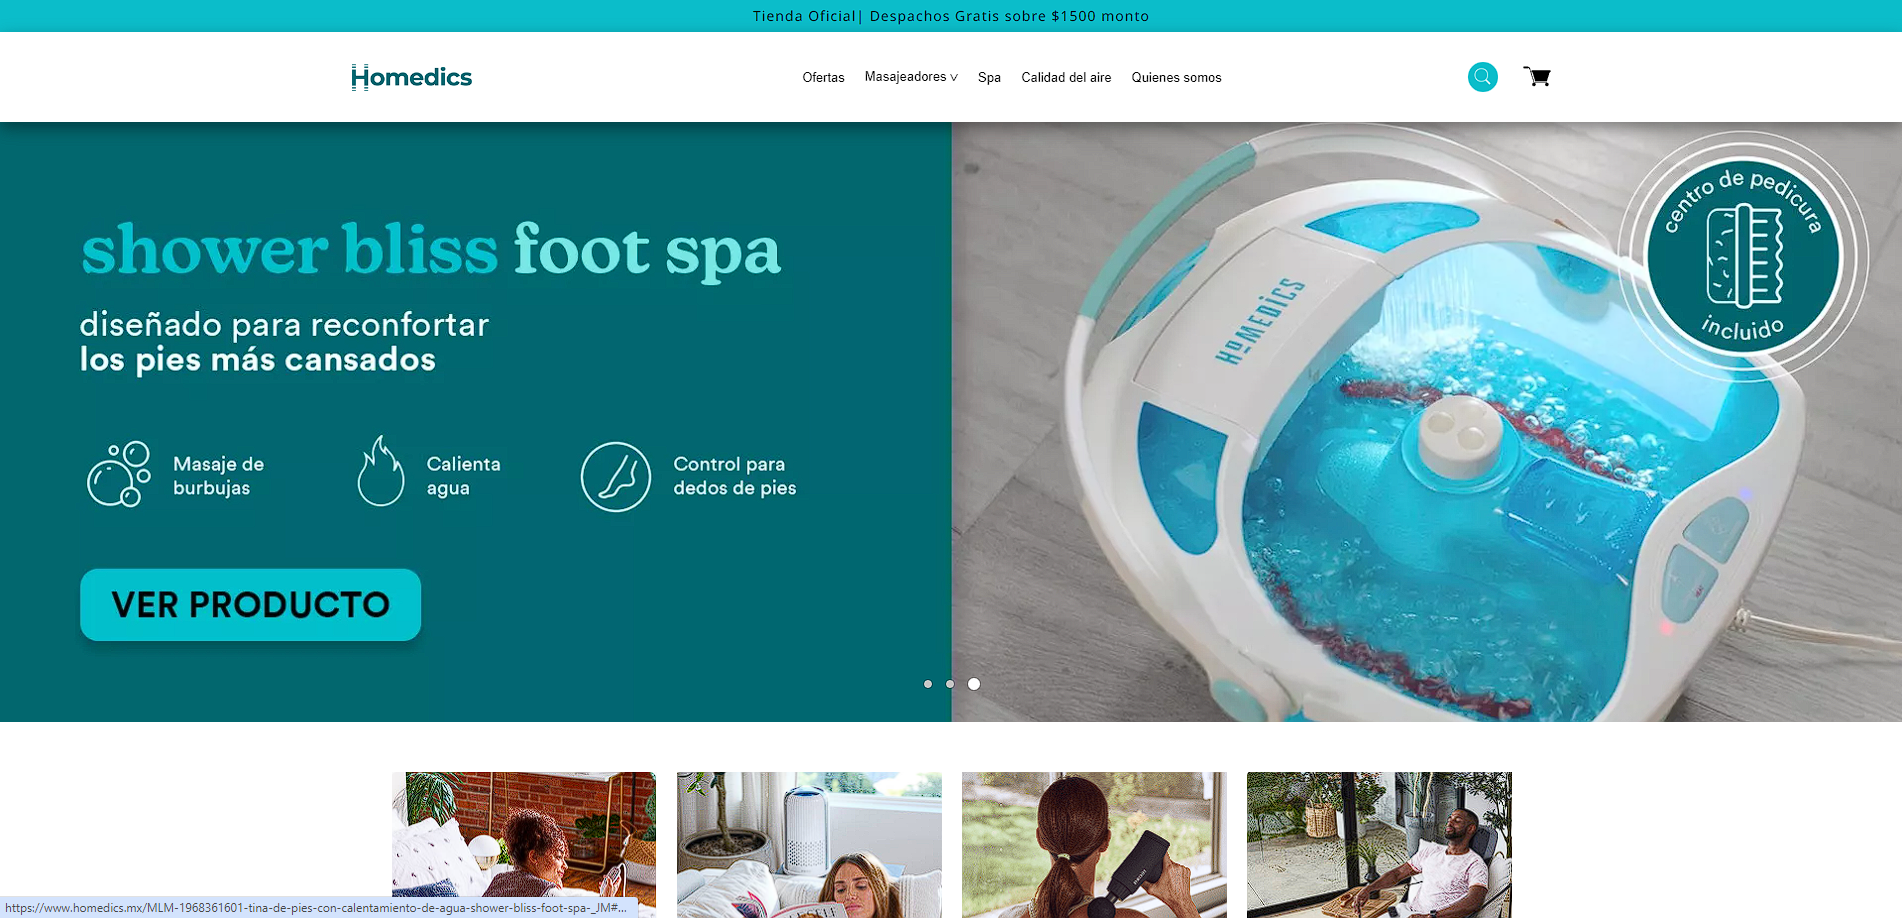 Tienda Oficial| Despachos Gratis sobre $1500 monto
Homedics
Ofertas
Masajeadores
Spa
Calidad del aire
Quienes somos
shower bliss foot spa
diseñado para reconfortar
los pies más cansados
Masaje de
burbujas
Calienta
agua
Control para
dedos de pies
VER PRODUCTO
HOMEDICS
centro de pedicura
incluido
https://www.homedics.mx/MLM-1968361601-tina-de-pies-con-calentamiento-de-agua-shower-bliss-foot-spa-_JM#...